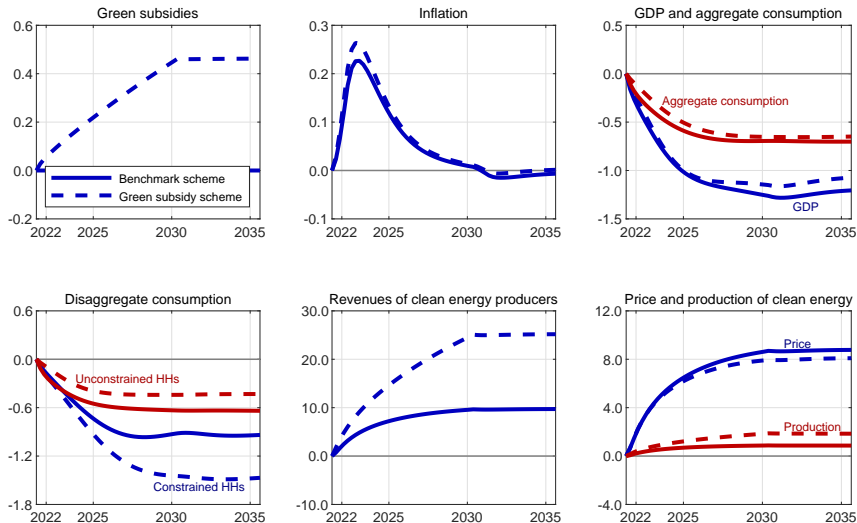 Green subsidies
0.6
0.4
0.2
0.0
-0.2
Benchmark scheme
Green subsidy scheme
2022 2025 2030 2035
Inflation
0.3
0.2
0.1
0.0
-0.1
2022 2025 2030 2035
GDP and aggregate consumption
0.5
0.0
-0.5
-1.0
-1.5
Aggregate consumption
GDP
2022 2025 2030 2035
Disaggregate consumption
0.6
0.0
-0.6
-1.2
-1.8
Unconstrained HHs
Constrained HHs
2022 2025 2030 2035
Revenues of clean energy producers
30.0
20.0
10.0
0.0
-10.0
2022 2025 2030 2035
Price and production of clean energy
12.0
8.0
4.0
0.0
-4.0
Price
Production
2022 2025 2030 2035